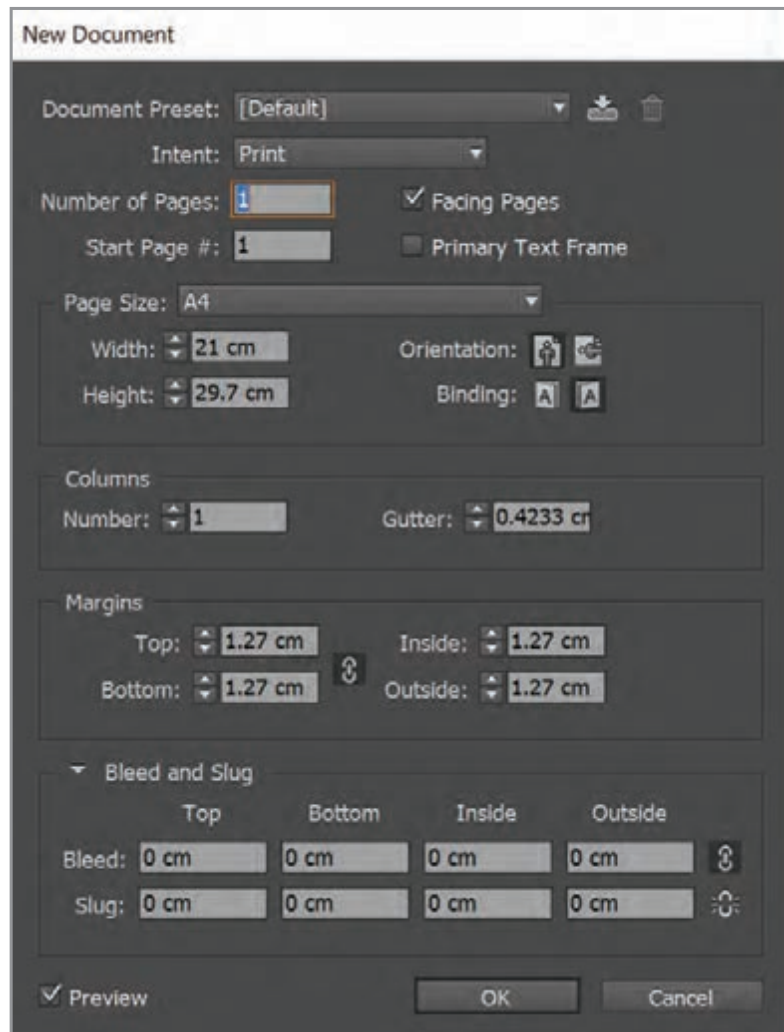 New Document
Document Preset: [Default]
Intent: Print
Number of Pages: 1 Facing Pages
Start Page #: 1 Primary Text Frame
Page Size: A4
Width: 21 cm Orientation:
Height: 29.7 cm Binding: A A
Columns
Number: 1 Gutter: 0.4233 cr
Margins
Top: 1.27 cm Inside: 1.27 cm
Bottom: 1.27 cm Outside: 1.27 cm
Bleed and Slug
Top Bottom Inside Outside
Bleed: 0 cm 0 cm 0 cm 0 cm
Slug: 0 cm 0 cm 0 cm 0 cm
Preview OK Cancel